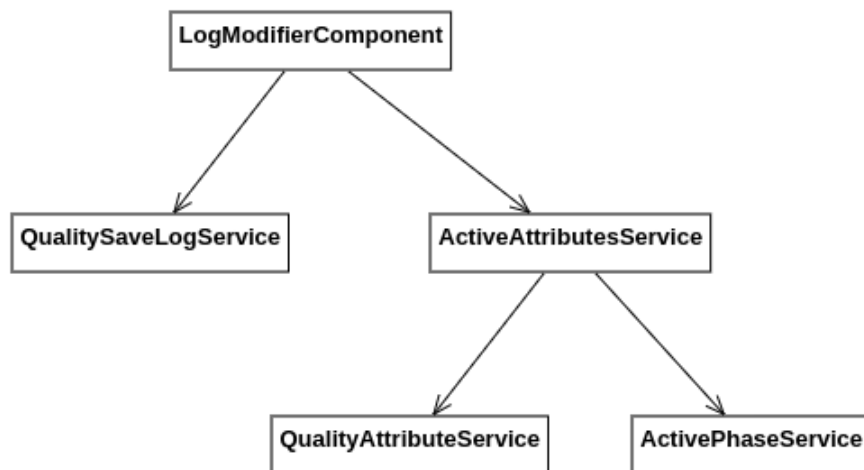 LogModifierComponent
QualitySaveLogService
ActiveAttributesService
QualityAttributeService
ActivePhaseService